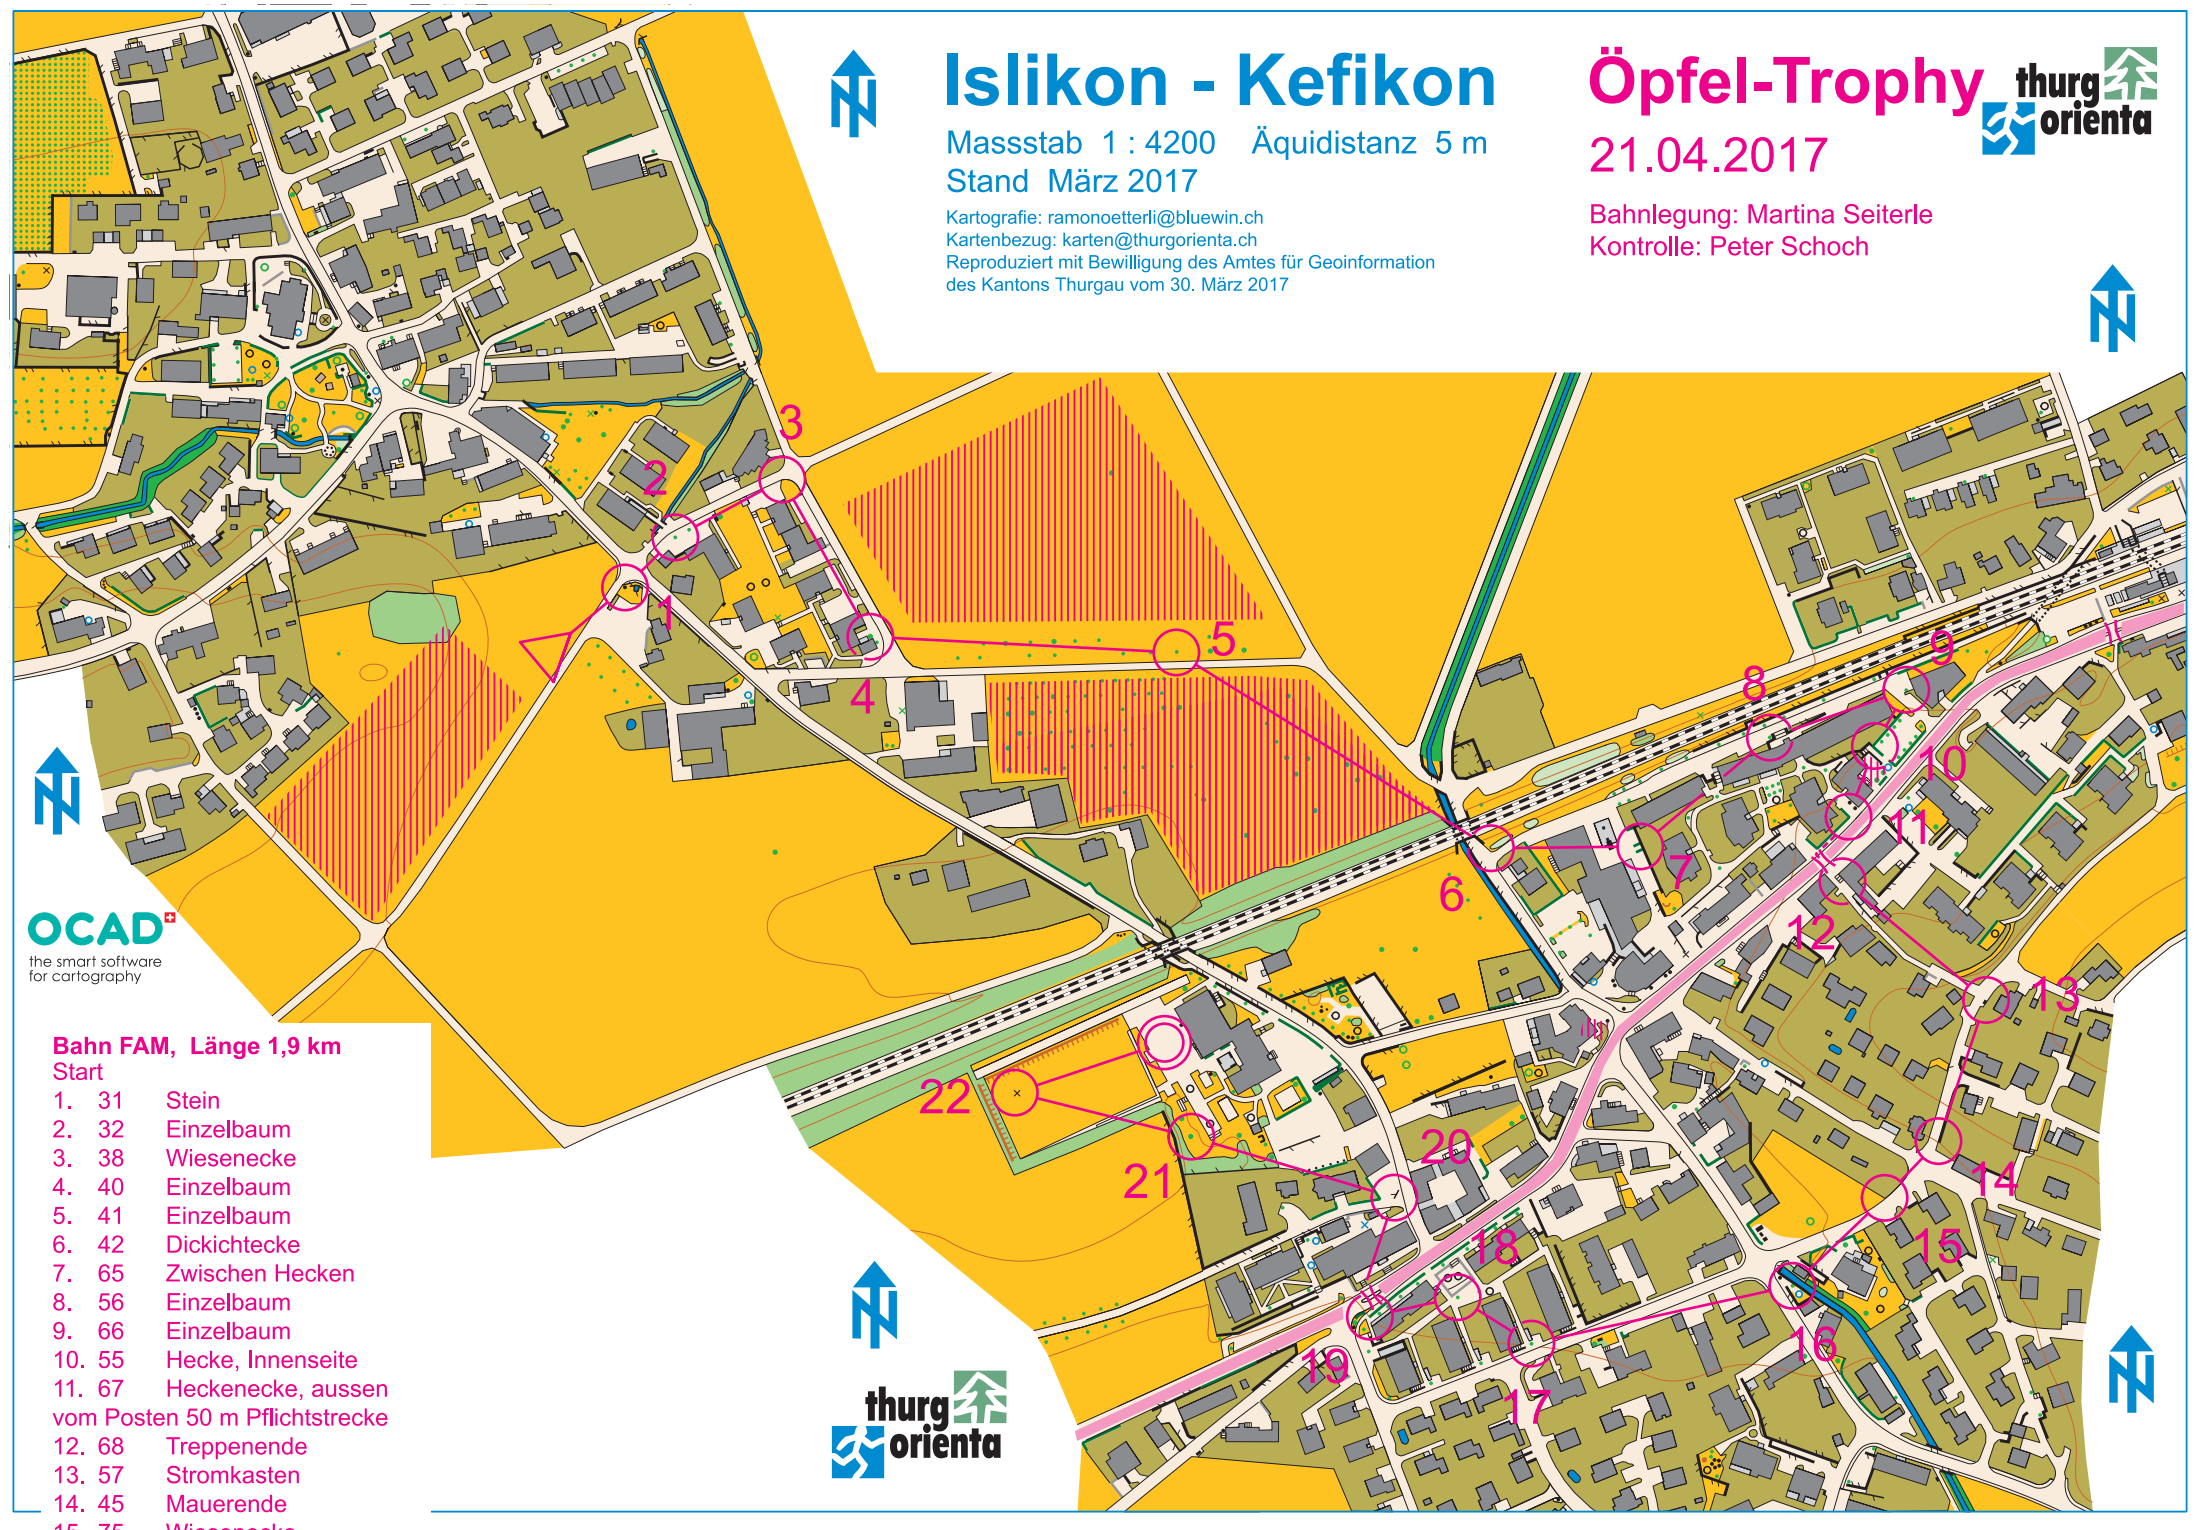 Islikon - Kefikon
Massstab 1 : 4200 Äquidistanz 5 m
Stand März 2017
Kartografie: ramonoetterli@bluewin.ch
Kartenbezug: karten@thurgorienta.ch
Reproduziert mit Bewilligung des Amtes für Geoinformation
des Kantons Thurgau vom 30. März 2017
Öpfel-Trophy
21.04.2017
Bahnlegung: Martina Seiterle
Kontrolle: Peter Schoch
thurg
orienta
N
N
3
2
1
5
4
9
8
10
11
7
6
12
13
N
OCAD
the smart software
for cartography
22
20
21
14
15
18
16
19
17
N
N
thurg
orienta
Bahn FAM, Länge 1,9 km
Start
1. 31 Stein
2. 32 Einzelbaum
3. 38 Wiesenecke
4. 40 Einzelbaum
5. 41 Einzelbaum
6. 42 Dickichtecke
7. 65 Zwischen Hecken
8. 56 Einzelbaum
9. 66 Einzelbaum
10. 55 Hecke, Innenseite
11. 67 Heckenecke, aussen
vom Posten 50 m Pflichtstrecke
12. 68 Treppenende
13. 57 Stromkasten
14. 45 Mauerende
15. 75 Wiesenecke